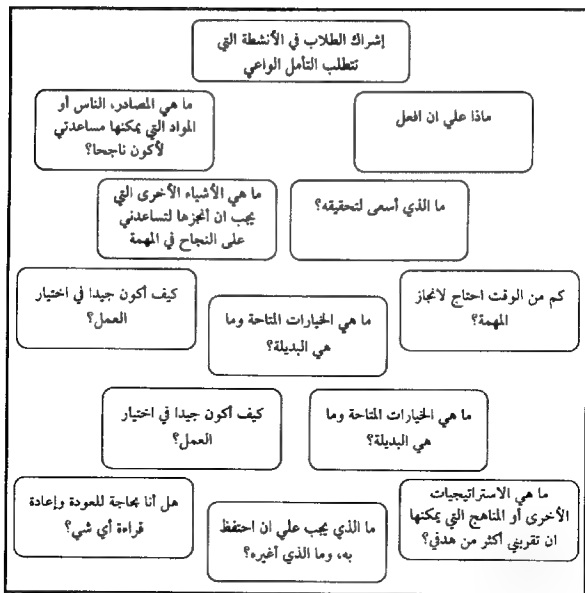 إشراك الطلاب في الأنشطة التي
تتطلب التأمل الواعي
ماذا علي ان افعل
ما هي المصادر، الناس أو
المواد التي يمكنها مساعدتي
لأكون ناجحا؟
ما الذي أسعى لتحقيقه؟
ما هي الأشياء الأخرى التي
يجب ان أنجزها لتساعدني
على النجاح في المهمة
كم من الوقت احتاج لانجاز
المهمة؟
ما هي الخيارات المتاحة وما
هي البديلة؟
كيف أكون جيدا في اختيار
العمل؟
ما هي الخيارات المتاحة وما
هي البديلة؟
كيف أكون جيدا في اختيار
العمل؟
ما هي الاستراتيجيات
الأخرى أو المناهج التي يمكنها
ان تقربني أكثر من هدفي؟
ما الذي يجب علي ان احتفظ
به، وما الذي أغيره؟
هل أنا بحاجة للعودة وإعادة
قراءة أي شي؟